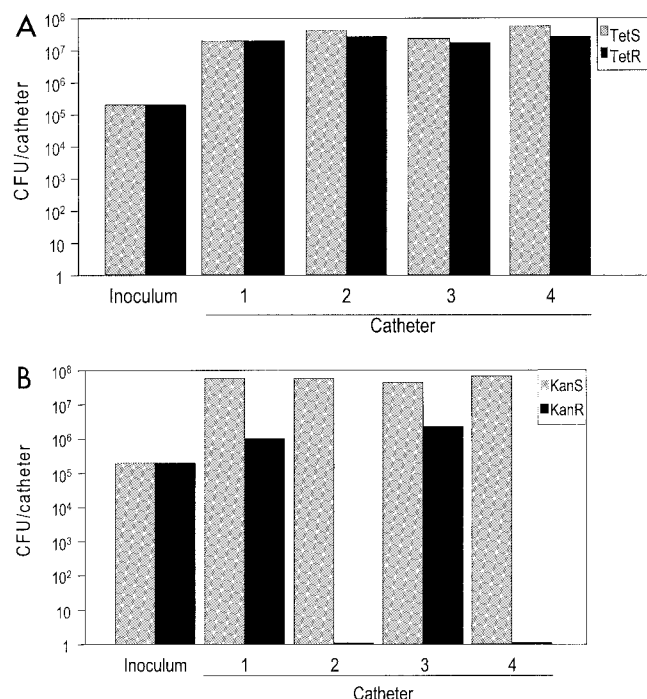 A
CFU/catheter
10⁸
10⁷
10⁶
10⁵
10⁴
10³
10²
10
1
TetS
TetR
Inoculum 1 2 3 4
Catheter
B
CFU/catheter
10⁸
10⁷
10⁶
10⁵
10⁴
10³
10²
10
1
KanS
KanR
Inoculum 1 2 3 4
Catheter